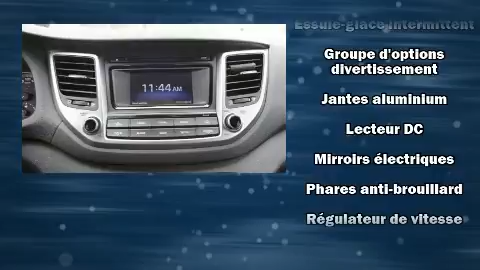 Essuie-glace intermittent
Groupe d'options
divertissement
Jantes aluminium
Lecteur DC
Mirroirs électriques
Phares anti-brouillard
Régulateur de vitesse
11:44 AM